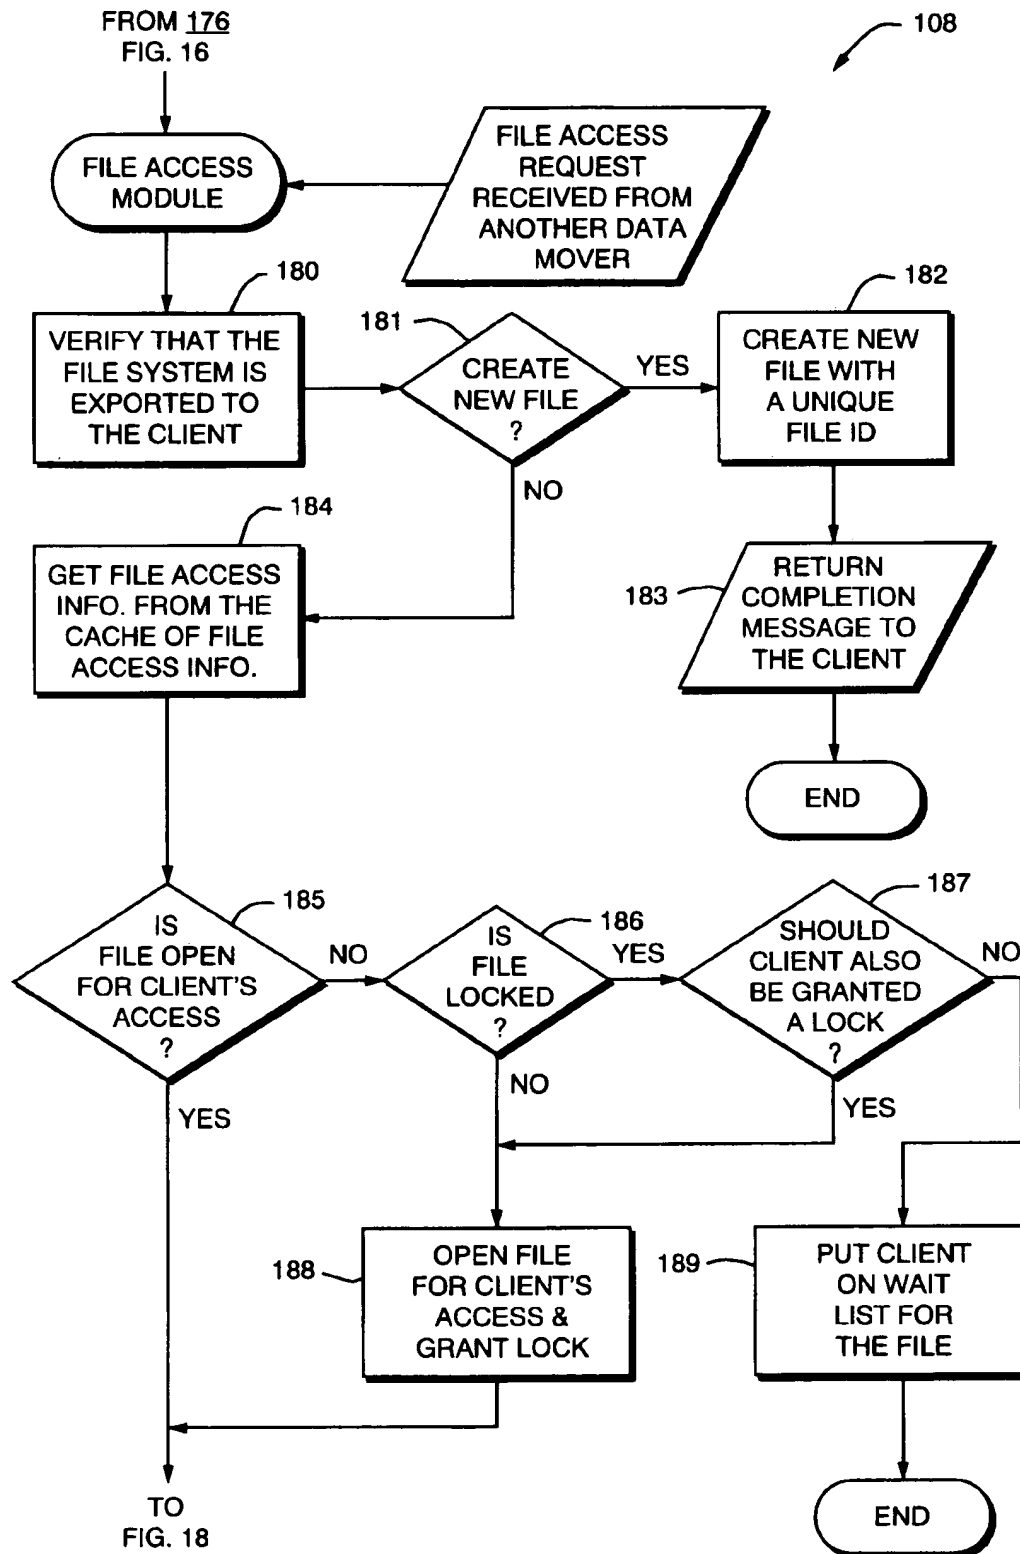 FROM 176
FIG. 16
108
FILE ACCESS
MODULE
FILE ACCESS
REQUEST
RECEIVED FROM
ANOTHER DATA
MOVER
180
VERIFY THAT THE
FILE SYSTEM IS
EXPORTED TO
THE CLIENT
181
CREATE
NEW FILE
?
YES
NO
182
CREATE NEW
FILE WITH
A UNIQUE
FILE ID
183
RETURN
COMPLETION
MESSAGE TO
THE CLIENT
END
184
GET FILE ACCESS
INFO. FROM THE
CACHE OF FILE
ACCESS INFO.
185
IS
FILE OPEN
FOR CLIENT'S
ACCESS
?
NO
YES
186
IS
FILE
LOCKED
?
YES
NO
187
SHOULD
CLIENT ALSO
BE GRANTED
A LOCK
?
NO
YES
188
OPEN FILE
FOR CLIENT'S
ACCESS &
GRANT LOCK
189
PUT CLIENT
ON WAIT
LIST FOR
THE FILE
TO
FIG. 18
END